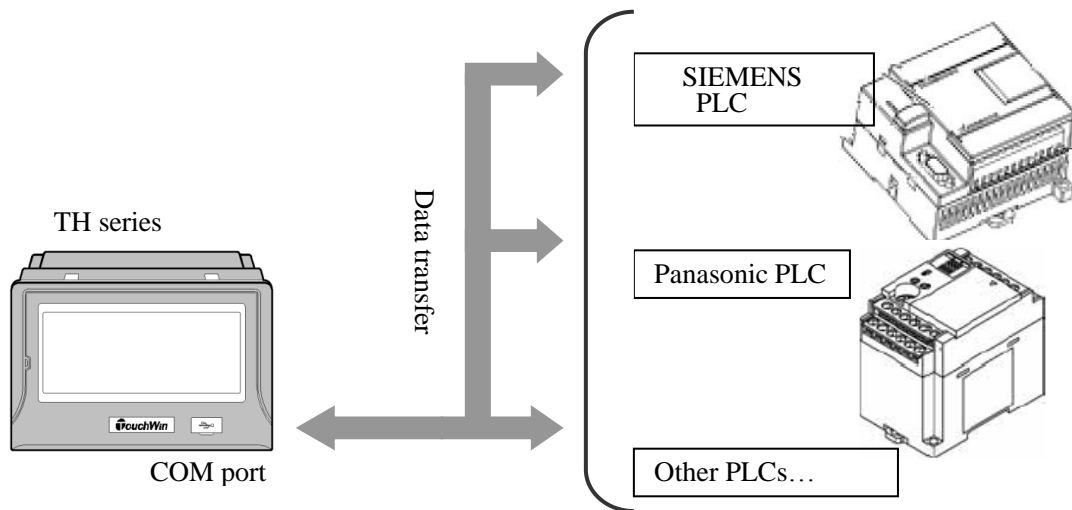 SIEMENS
PLC
TH series
Data transfer
Panasonic PLC
TouchWin
COM port
Other PLCs…